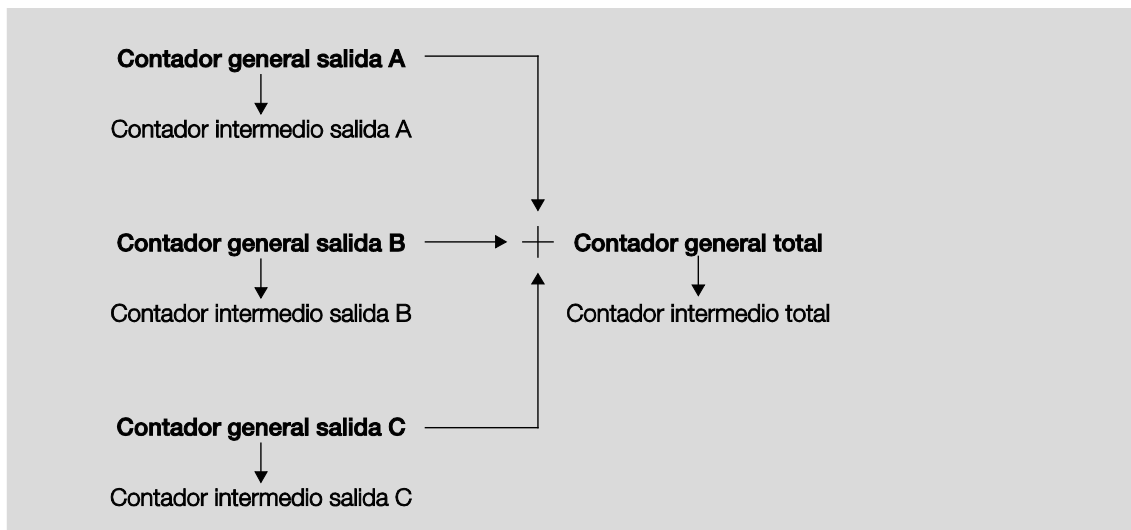 Contador general salida A
Contador intermedio salida A
Contador general salida B
+ Contador general total
Contador intermedio salida B
Contador intermedio total
Contador general salida C
Contador intermedio salida C